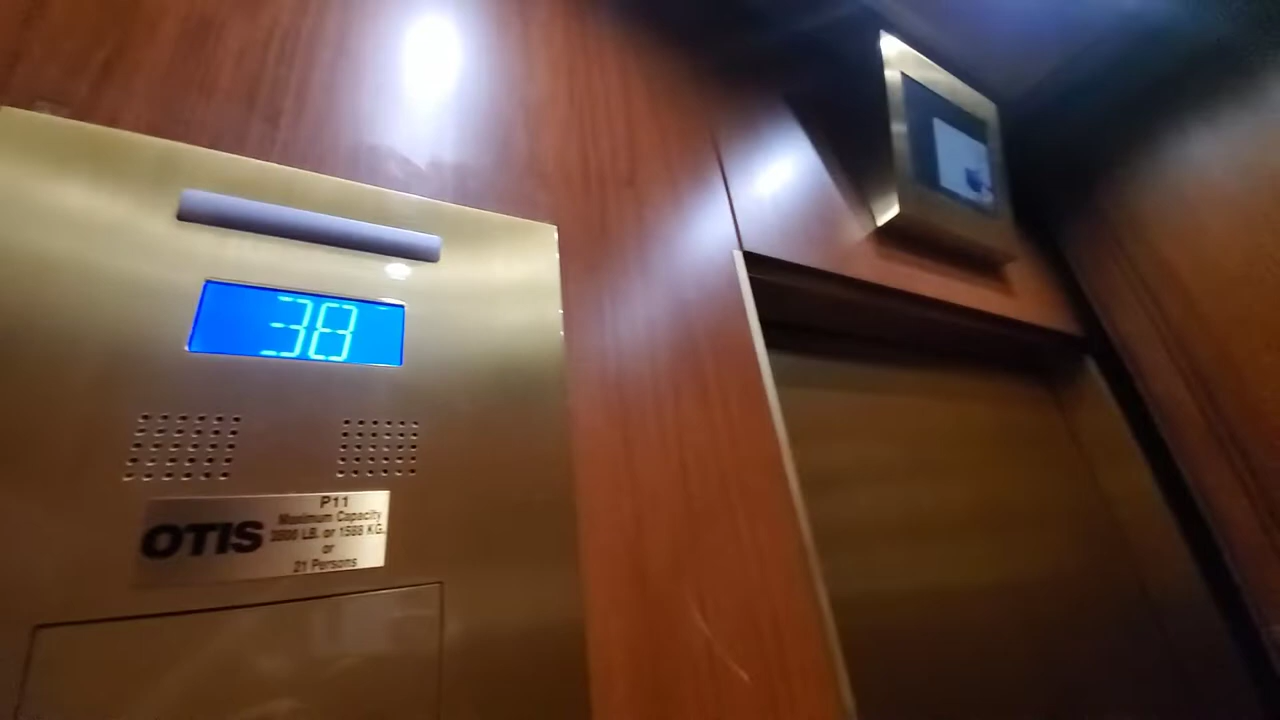 38
P11
OTIS
Maximum Capacity
3500 LB. or 1588 KG.
or
21 Persons